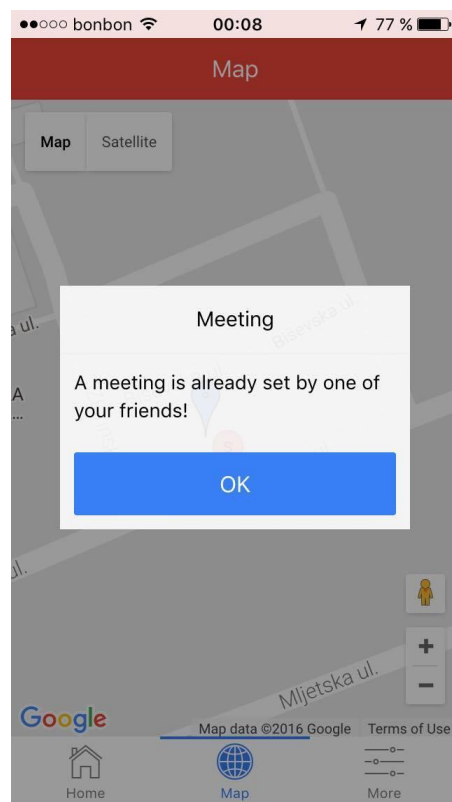 bonbon
00:08
77 %
Map
Map
Satellite
a ul.
Biševska ul.
Meeting
A
...
A meeting is already set by one of
your friends!
OK
ul.
Mljetska ul.
Google
Map data ©2016 Google
Terms of Use
Home
Map
More